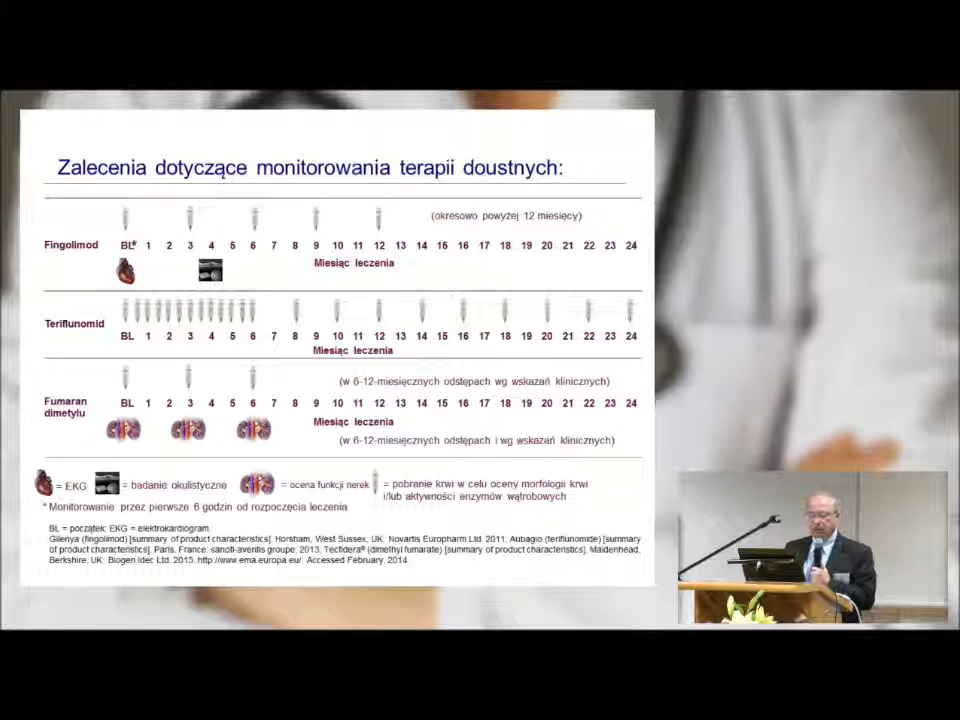 Zalecenia dotyczące monitorowania terapii doustnych:
(okresowo powyżej 12 miesięcy)
Fingolimod BL* 1 2 3 4 5 6 7 8 9 10 11 12 13 14 15 16 17 18 19 20 21 22 23 24
Miesiąc leczenia
Teriflunomid
BL 1 2 3 4 5 6 7 8 9 10 11 12 13 14 15 16 17 18 19 20 21 22 23 24
Miesiąc leczenia
(w 6-12-miesięcznych odstępach wg wskazań klinicznych)
Fumaran dimetylu
BL 1 2 3 4 5 6 7 8 9 10 11 12 13 14 15 16 17 18 19 20 21 22 23 24
Miesiąc leczenia
(w 6-12-miesięcznych odstępach i wg wskazań klinicznych)
= EKG = badanie okulistyczne = ocena funkcji nerek = pobranie krwi w celu oceny morfologii krwi
i/lub aktywności enzymów wątrobowych
* Monitorowanie przez pierwsze 6 godzin od rozpoczęcia leczenia
BL = początek: EKG = elektrokardiogram.
Gilenya (fingolimod) [summary of product characteristics]. Horsham, West Sussex, UK: Novartis Europharm Ltd. 2011, Aubagio (teriflunomide) [summary
of product characteristics]. Paris. France: sanofi-aventis groupe, 2013, Tecfidera® (dimethyl fumarate) [summary of product characteristics]. Maidenhead,
Berkshire, UK: Biogen Idec Ltd. 2013. http://www.ema.europa.eu/. Accessed February, 2014